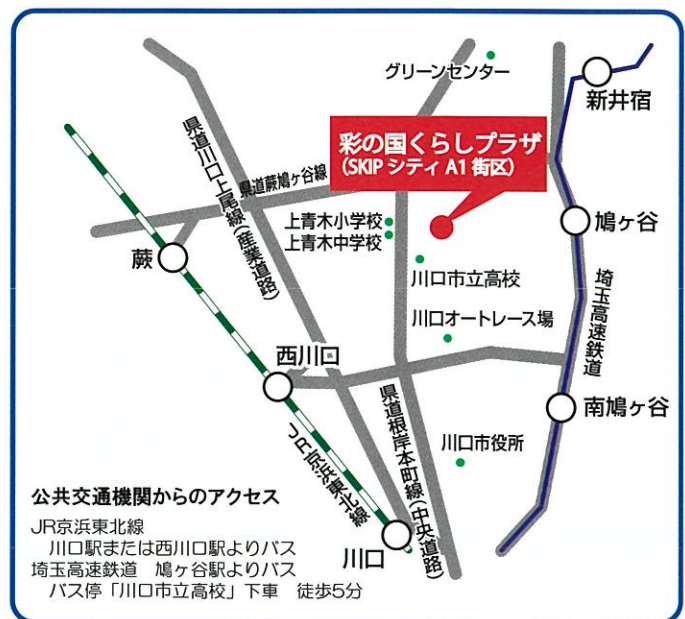 グリーンセンター
新井宿
彩の国くらしプラザ
(SKIPシティA1街区)
県道川口上尾線(産業道路)
県道蕨鳩ヶ谷線
上青木小学校
上青木中学校
鳩ヶ谷
蕨
川口市立高校
埼玉高速鉄道
川口オートレース場
西川口
県道根岸本町線(中央道路)
南鳩ヶ谷
JR京浜東北線
川口市役所
川口
公共交通機関からのアクセス
JR京浜東北線
川口駅または西川口駅よりバス
埼玉高速鉄道 鳩ヶ谷駅よりバス
バス停「川口市立高校」下車 徒歩5分